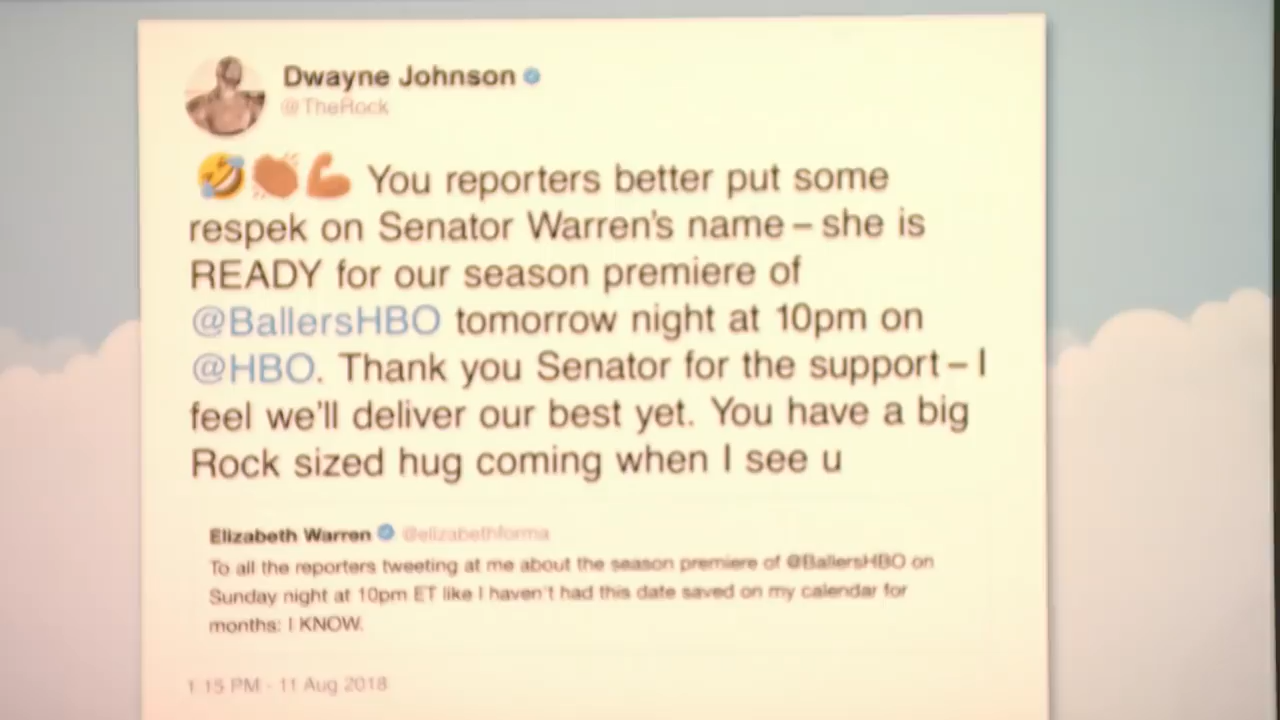 Dwayne Johnson
@TheRock
🤣👏💪 You reporters better put some
respek on Senator Warren's name – she is
READY for our season premiere of
@BallersHBO tomorrow night at 10pm on
@HBO. Thank you Senator for the support – I
feel we'll deliver our best yet. You have a big
Rock sized hug coming when I see u
Elizabeth Warren @elizabethforma
To all the reporters tweeting at me about the season premiere of @BallersHBO on
Sunday night at 10pm ET like I haven't had this date saved on my calendar for
months: I KNOW.
1:15 PM - 11 Aug 2018